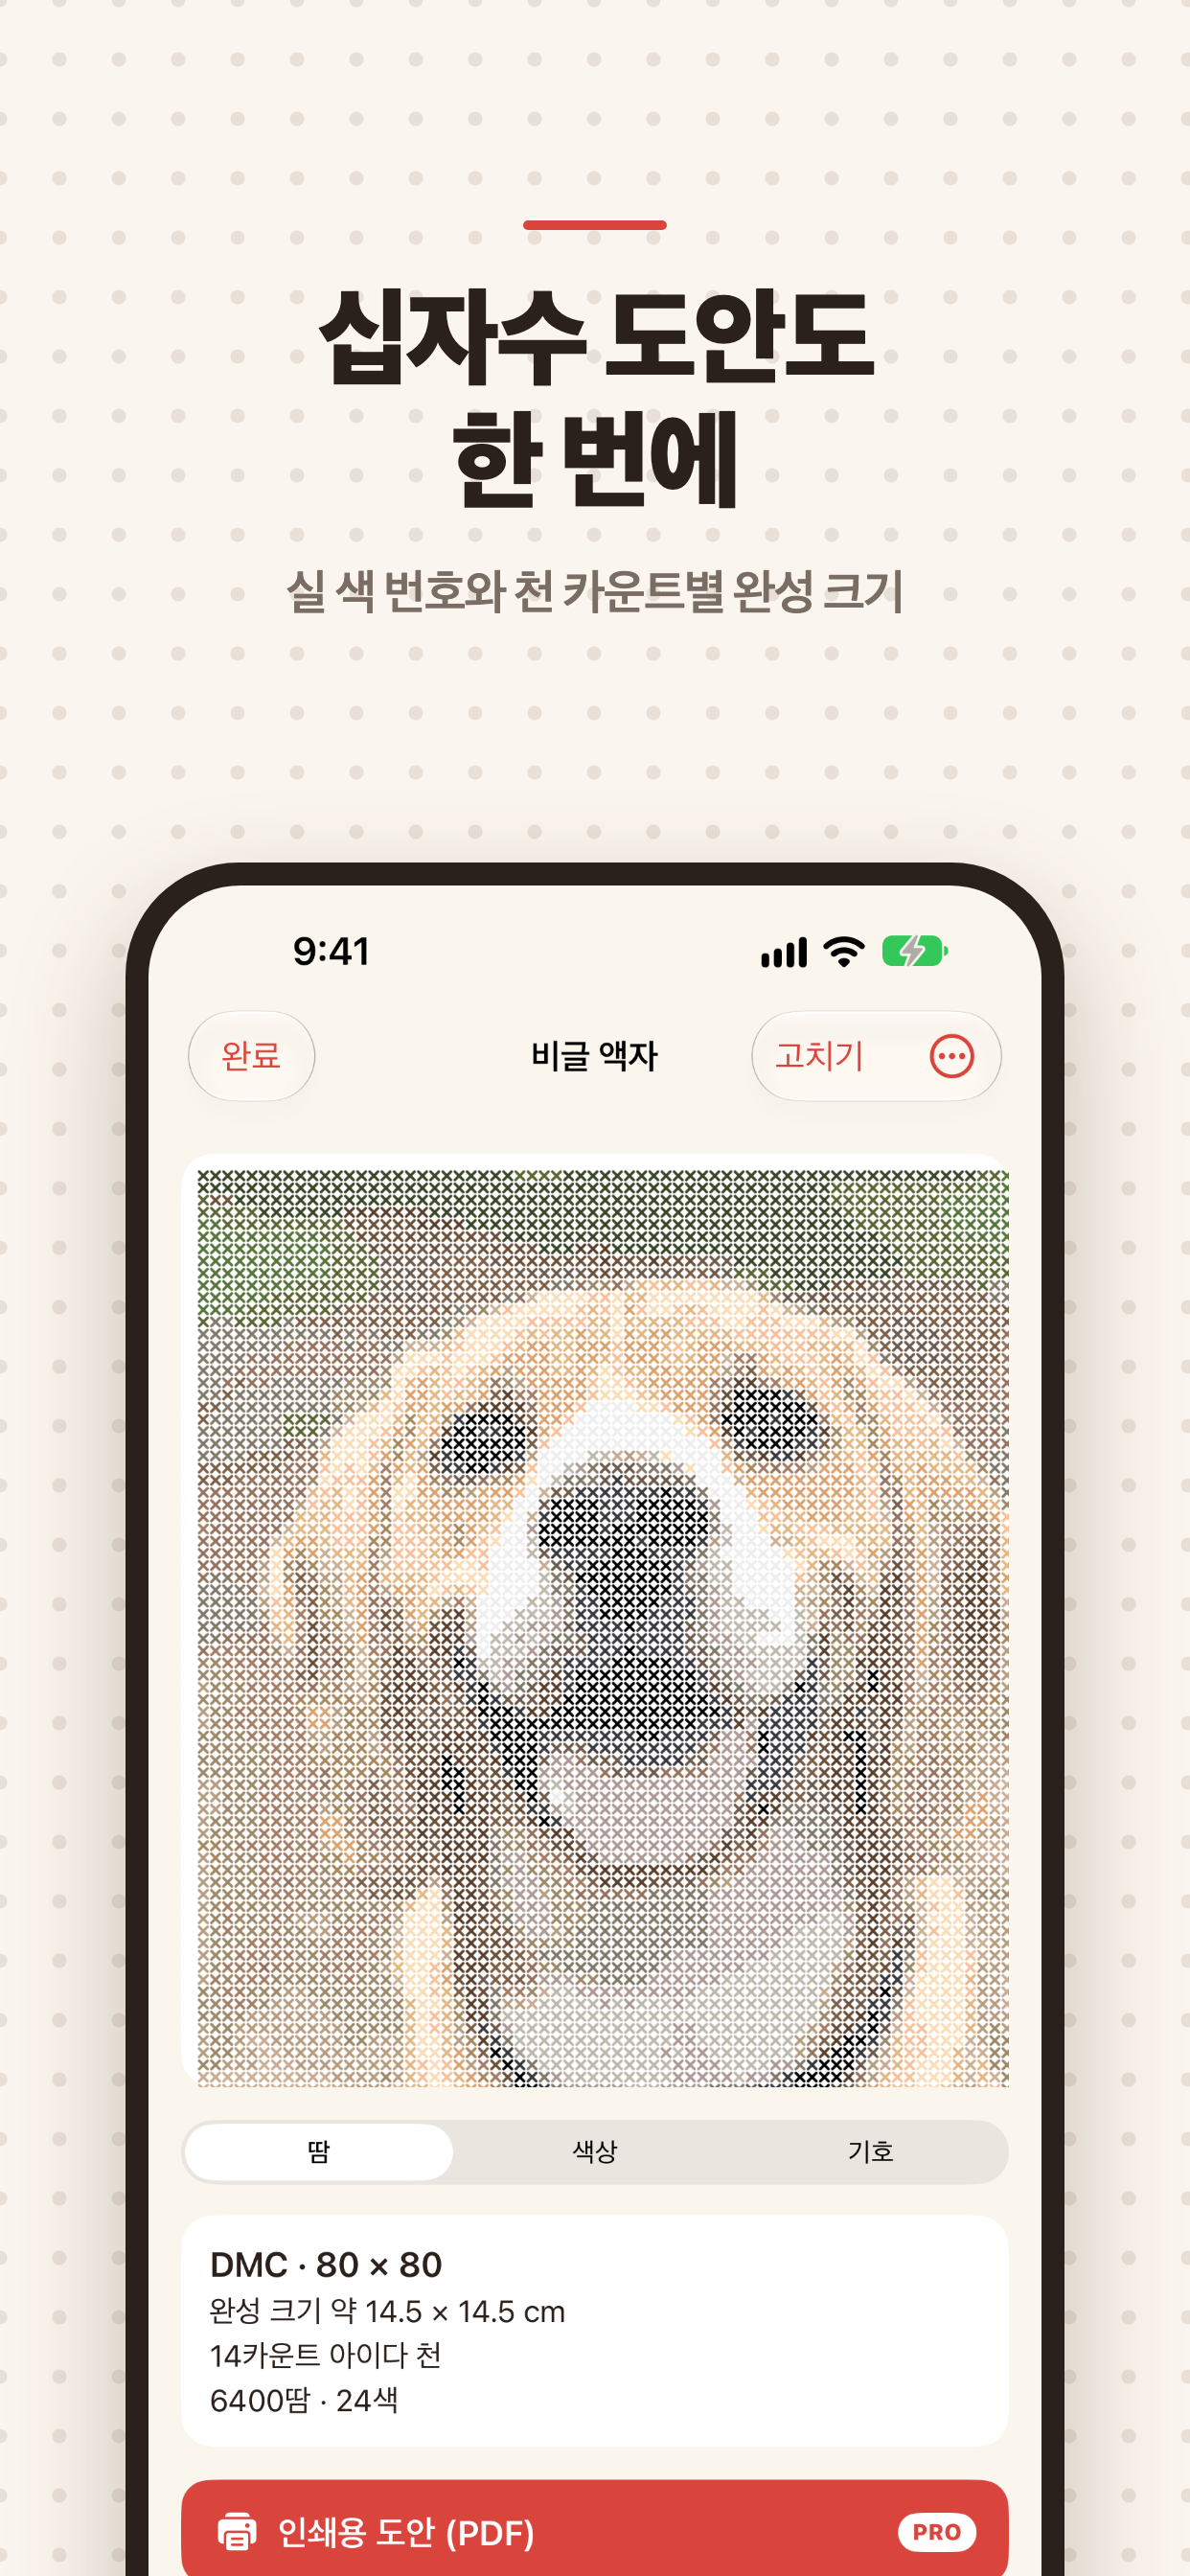 십자수 도안도
한 번에
실 색 번호와 천 카운트별 완성 크기
9:41
완료
비글 액자
고치기
땀
색상
기호
DMC · 80 × 80
완성 크기 약 14.5 × 14.5 cm
14카운트 아이다 천
6400땀 · 24색
인쇄용 도안 (PDF)
PRO